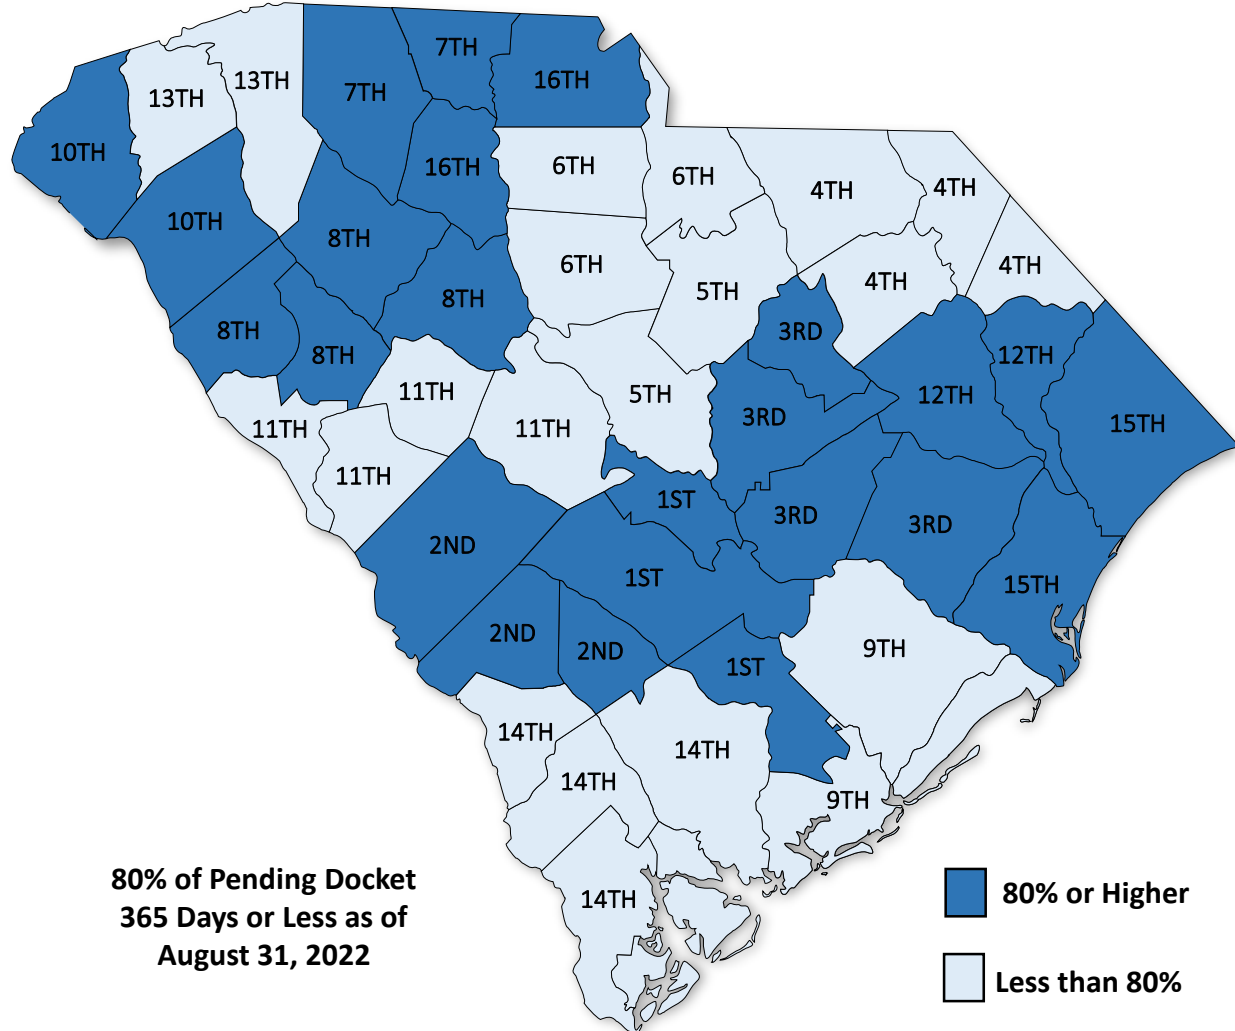 7TH
16TH
13TH
13TH
7TH
10TH
16TH
6TH
6TH
4TH
4TH
10TH
8TH
6TH
4TH
4TH
5TH
8TH
8TH
8TH
3RD
12TH
11TH
5TH
12TH
3RD
15TH
11TH
11TH
11TH
1ST
3RD
3RD
2ND
1ST
15TH
2ND
2ND
1ST
9TH
14TH
14TH
14TH
9TH
14TH
80% of Pending Docket
365 Days or Less as of
August 31, 2022
80% or Higher
Less than 80%